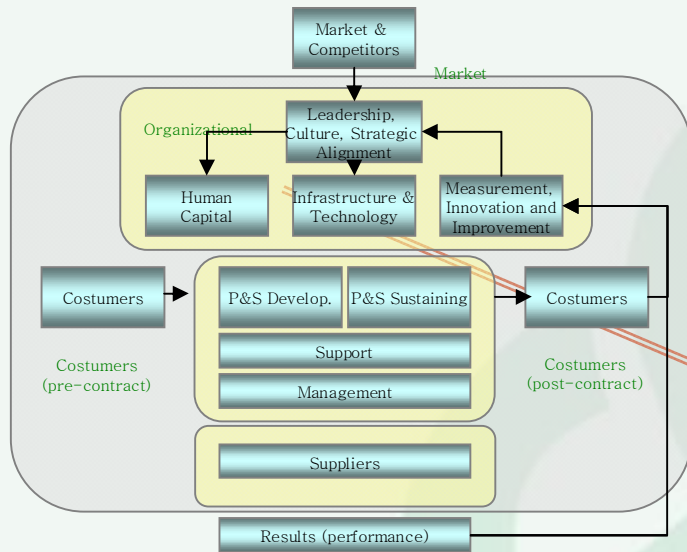 Market &
Competitors
Market
Leadership,
Organizational
Culture, Strategic
Alignment
Human
Capital
Infrastructure &
Technology
Measurement,
Innovation and
Improvement
Costumers
P&S Develop.
P&S Sustaining
Costumers
Support
Costumers
(pre-contract)
Costumers
(post-contract)
Management
Suppliers
Results (performance)